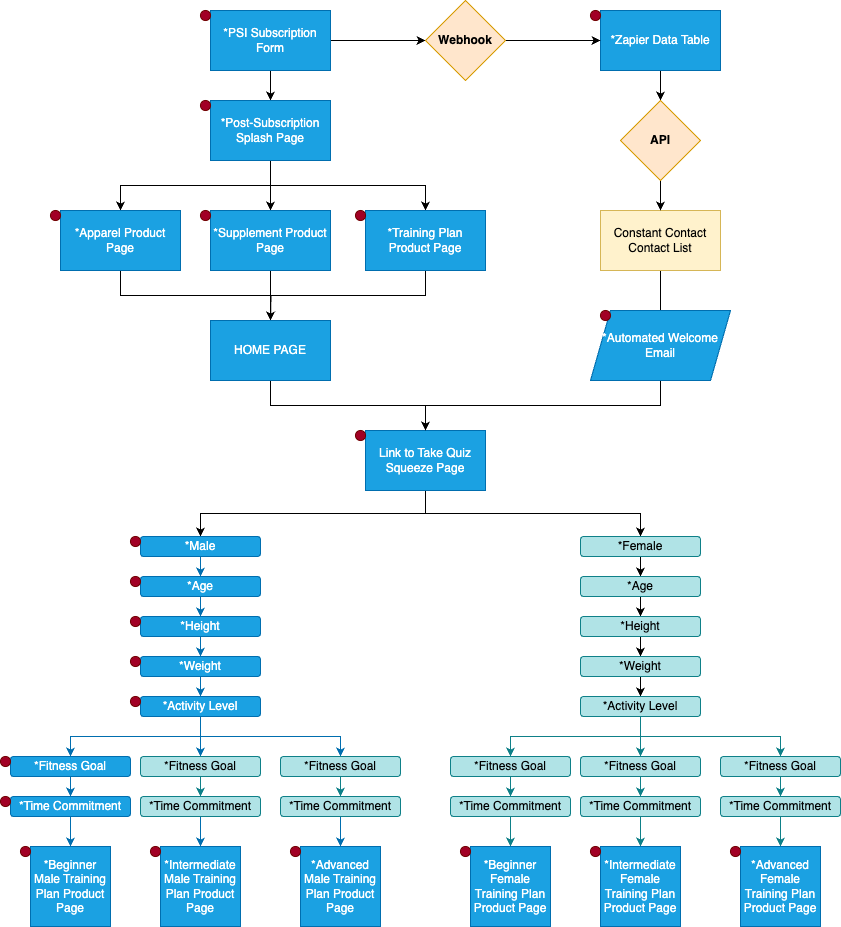 *PSI Subscription
Form
Webhook
*Zapier Data Table
*Post-Subscription
Splash Page
API
*Apparel Product
Page
*Supplement Product
Page
*Training Plan
Product Page
Constant Contact
Contact List
HOME PAGE
*Automated Welcome
Email
Link to Take Quiz
Squeeze Page
*Male
*Female
*Age
*Age
*Height
*Height
*Weight
*Weight
*Activity Level
*Activity Level
*Fitness Goal
*Fitness Goal
*Fitness Goal
*Fitness Goal
*Fitness Goal
*Fitness Goal
*Time Commitment
*Time Commitment
*Time Commitment
*Time Commitment
*Time Commitment
*Time Commitment
*Beginner
Male Training
Plan Product
Page
*Intermediate
Male Training
Plan Product
Page
*Advanced
Male Training
Plan Product
Page
*Beginner
Female
Training Plan
Product Page
*Intermediate
Female
Training Plan
Product Page
*Advanced
Female
Training Plan
Product Page